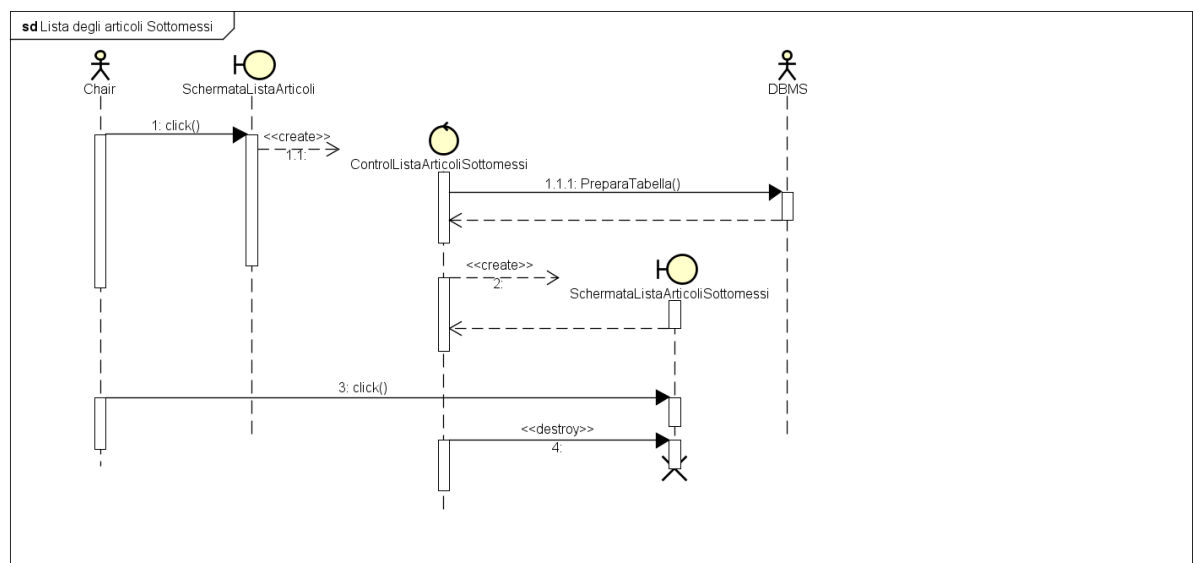 sd Lista degli articoli Sottomessi
Chair
SchermataListaArticoli
DBMS
1: click()
<<create>>
1.1:
ControlListaArticoliSottomessi
1.1.1: PreparaTabella()
<<create>>
2:
SchermataListaArticoliSottomessi
3: click()
<<destroy>>
4: